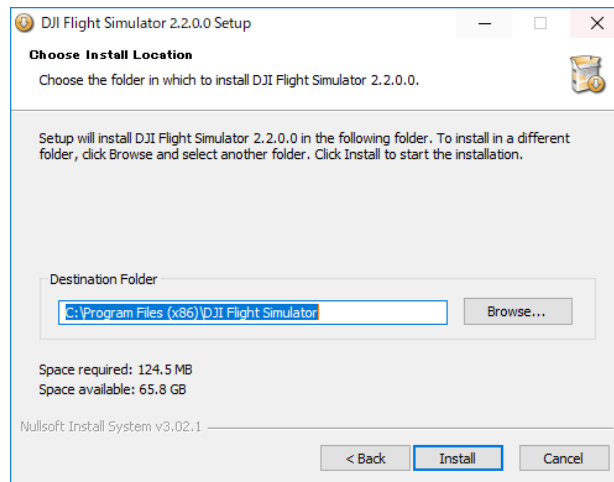 DJI Flight Simulator 2.2.0.0 Setup
Choose Install Location
Choose the folder in which to install DJI Flight Simulator 2.2.0.0.
Setup will install DJI Flight Simulator 2.2.0.0 in the following folder. To install in a different
folder, click Browse and select another folder. Click Install to start the installation.
Destination Folder
C:\Program Files (x86)\DJI Flight Simulator
Browse...
Space required: 124.5 MB
Space available: 65.8 GB
Nullsoft Install System v3.02.1
< Back
Install
Cancel